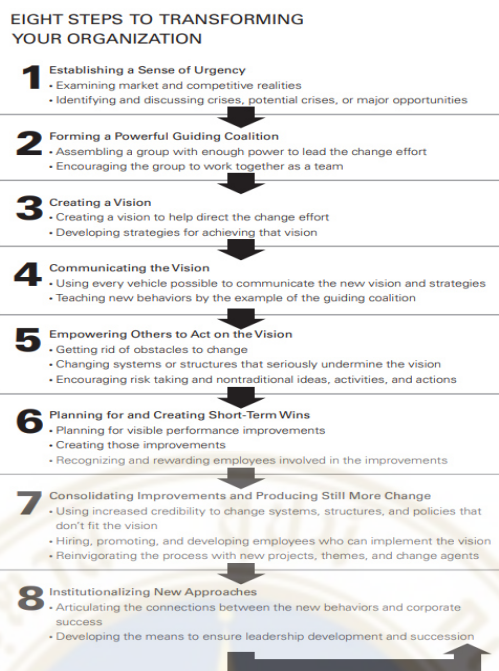 EIGHT STEPS TO TRANSFORMING
YOUR ORGANIZATION
1 Establishing a Sense of Urgency
• Examining market and competitive realities
• Identifying and discussing crises, potential crises, or major opportunities
2 Forming a Powerful Guiding Coalition
• Assembling a group with enough power to lead the change effort
• Encouraging the group to work together as a team
3 Creating a Vision
• Creating a vision to help direct the change effort
• Developing strategies for achieving that vision
4 Communicating the Vision
• Using every vehicle possible to communicate the new vision and strategies
• Teaching new behaviors by the example of the guiding coalition
5 Empowering Others to Act on the Vision
• Getting rid of obstacles to change
• Changing systems or structures that seriously undermine the vision
• Encouraging risk taking and nontraditional ideas, activities, and actions
6 Planning for and Creating Short-Term Wins
• Planning for visible performance improvements
• Creating those improvements
• Recognizing and rewarding employees involved in the improvements
7 Consolidating Improvements and Producing Still More Change
• Using increased credibility to change systems, structures, and policies that
don't fit the vision
• Hiring, promoting, and developing employees who can implement the vision
• Reinvigorating the process with new projects, themes, and change agents
8 Institutionalizing New Approaches
• Articulating the connections between the new behaviors and corporate
success
• Developing the means to ensure leadership development and succession